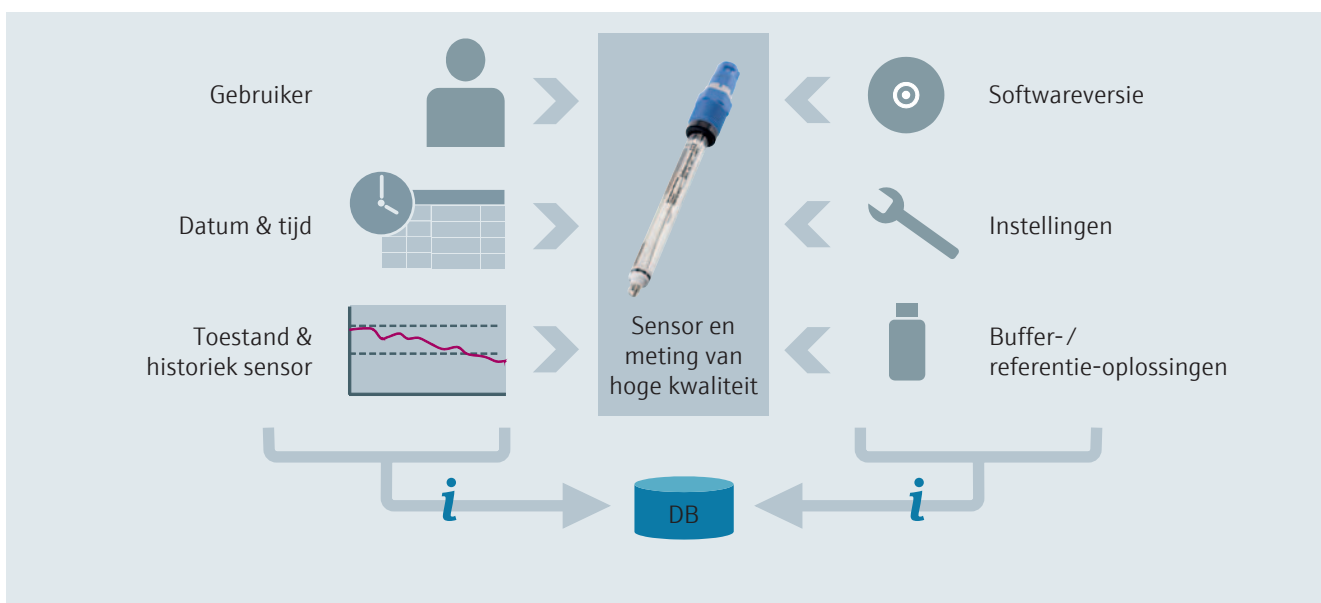 Gebruiker
Datum & tijd
Toestand &
historiek sensor
Sensor en
meting van
hoge kwaliteit
Softwareversie
Instellingen
Buffer-/
referentie-oplossingen
i
DB
i